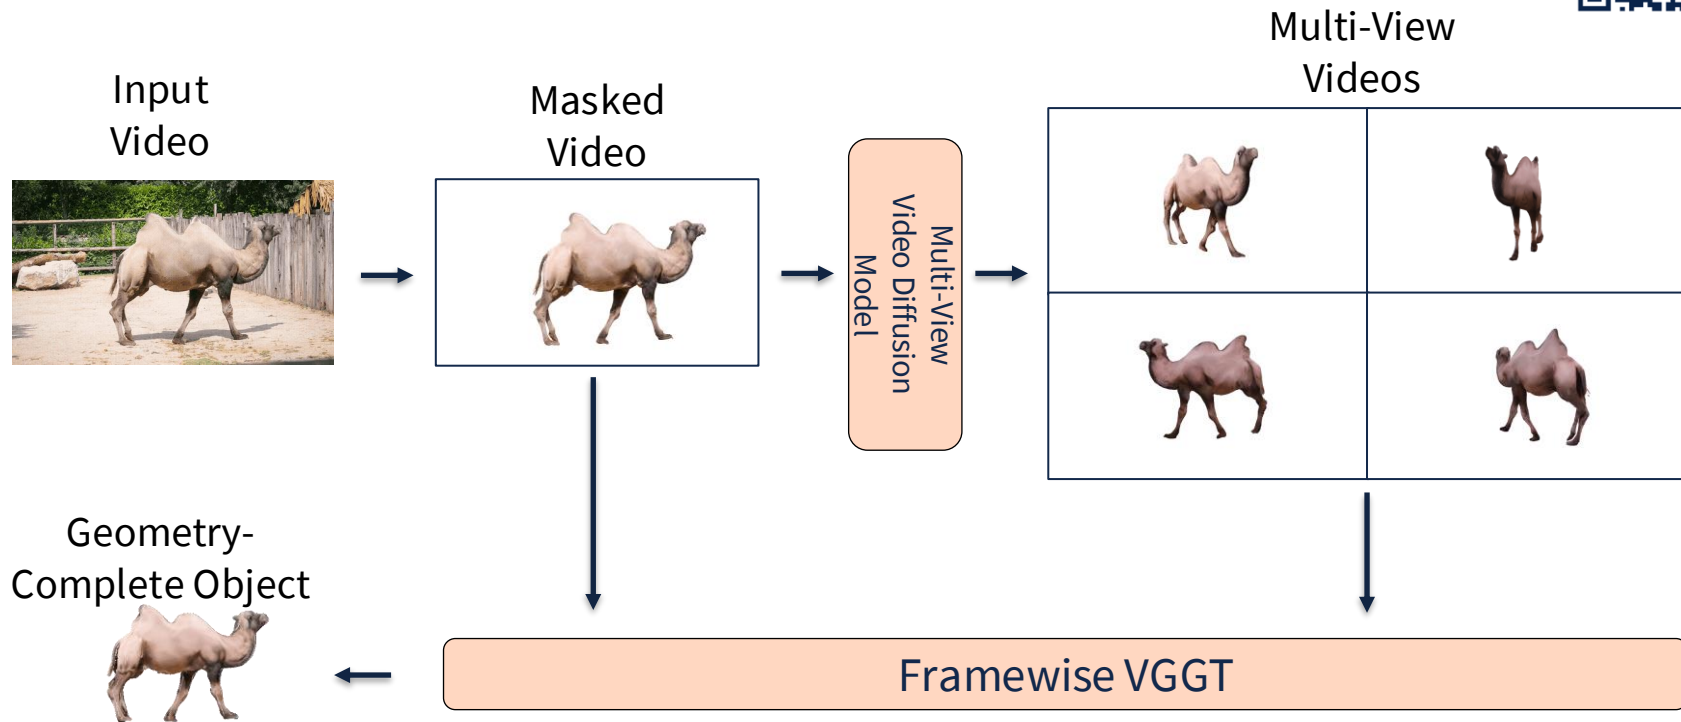 Input
Video
Masked
Video
Multi-View
Video Diffusion
Model
Multi-View
Videos
Geometry-
Complete Object
Framewise VGGT